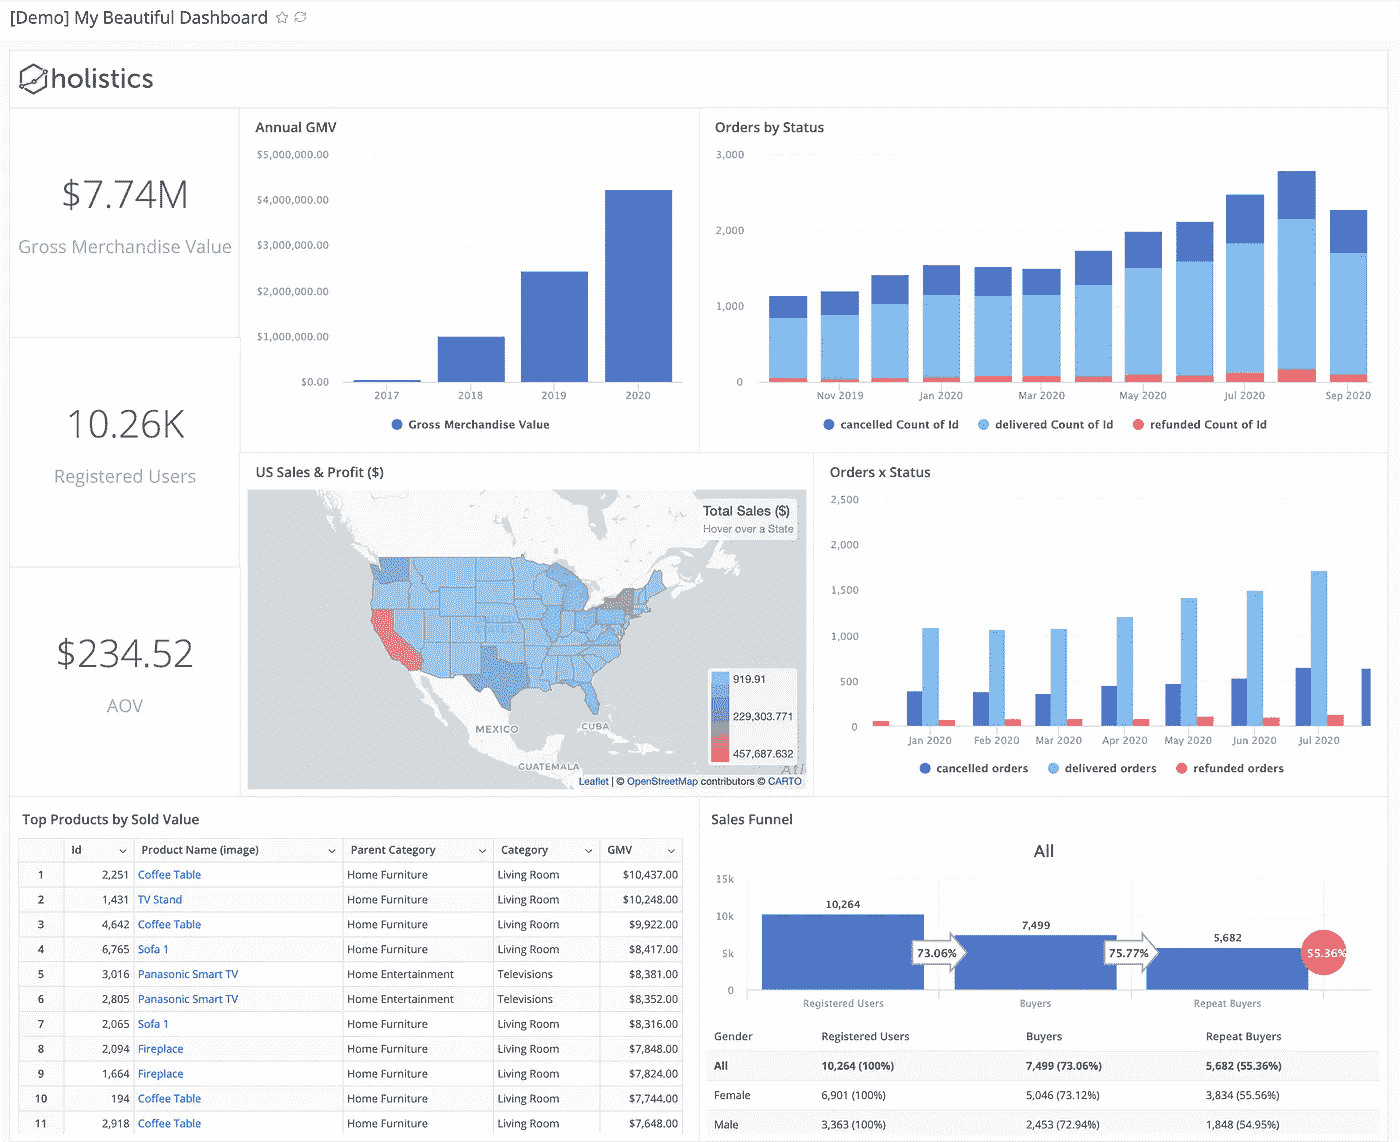 [Demo] My Beautiful Dashboard
holistics
$7.74M
Gross Merchandise Value
10.26K
Registered Users
$234.52
AOV
Annual GMV
$5,000,000.00
$4,000,000.00
$3,000,000.00
$2,000,000.00
$1,000,000.00
$0.00
2017 2018 2019 2020
Gross Merchandise Value
Orders by Status
3,000
2,000
1,000
0
Nov 2019 Jan 2020 Mar 2020 May 2020 Jul 2020 Sep 2020
cancelled Count of Id delivered Count of Id refunded Count of Id
US Sales & Profit ($)
Total Sales ($)
Hover over a State
919.91
229,303.771
457,687.632
MEXICO
CUBA
GUATEMALA
Leaflet | © OpenStreetMap contributors © CARTO
Orders x Status
2,500
2,000
1,500
1,000
500
0
Jan 2020 Feb 2020 Mar 2020 Apr 2020 May 2020 Jun 2020 Jul 2020
cancelled orders delivered orders refunded orders
Top Products by Sold Value
Id Product Name (image) Parent Category Category GMV
1 2,251 Coffee Table Home Furniture Living Room $10,437.00
2 1,431 TV Stand Home Furniture Living Room $10,248.00
3 4,642 Coffee Table Home Furniture Living Room $9,922.00
4 6,765 Sofa 1 Home Furniture Living Room $8,417.00
5 3,016 Panasonic Smart TV Home Entertainment Televisions $8,381.00
6 2,805 Panasonic Smart TV Home Entertainment Televisions $8,352.00
7 2,065 Sofa 1 Home Furniture Living Room $8,316.00
8 2,094 Fireplace Home Furniture Living Room $7,848.00
9 1,664 Fireplace Home Furniture Living Room $7,824.00
10 194 Coffee Table Home Furniture Living Room $7,744.00
11 2,918 Coffee Table Home Furniture Living Room $7,648.00
Sales Funnel
All
15k
10k
5k
0
10,264
7,499
5,682
73.06%
75.77%
55.36%
Registered Users Buyers Repeat Buyers
Gender Registered Users Buyers Repeat Buyers
All 10,264 (100%) 7,499 (73.06%) 5,682 (55.36%)
Female 6,901 (100%) 5,046 (73.12%) 3,834 (55.56%)
Male 3,363 (100%) 2,453 (72.94%) 1,848 (54.95%)